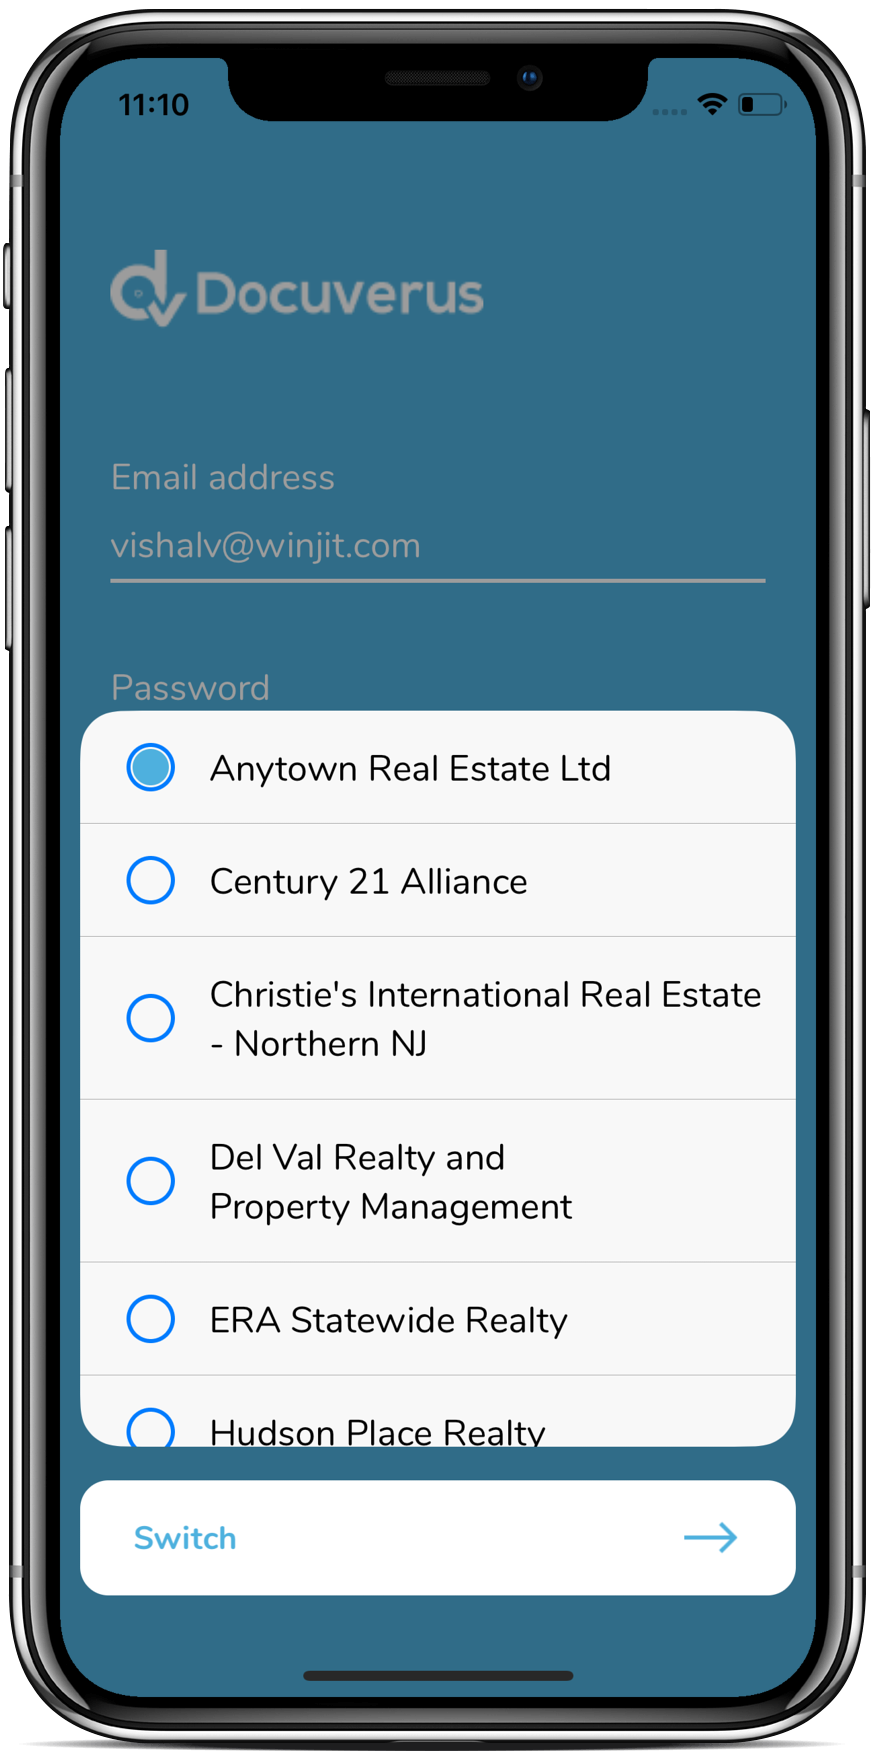 11:10
Docuverus
Email address
vishalv@winjit.com
Password
Anytown Real Estate Ltd
Century 21 Alliance
Christie's International Real Estate
- Northern NJ
Del Val Realty and
Property Management
ERA Statewide Realty
Hudson Place Realty
Switch